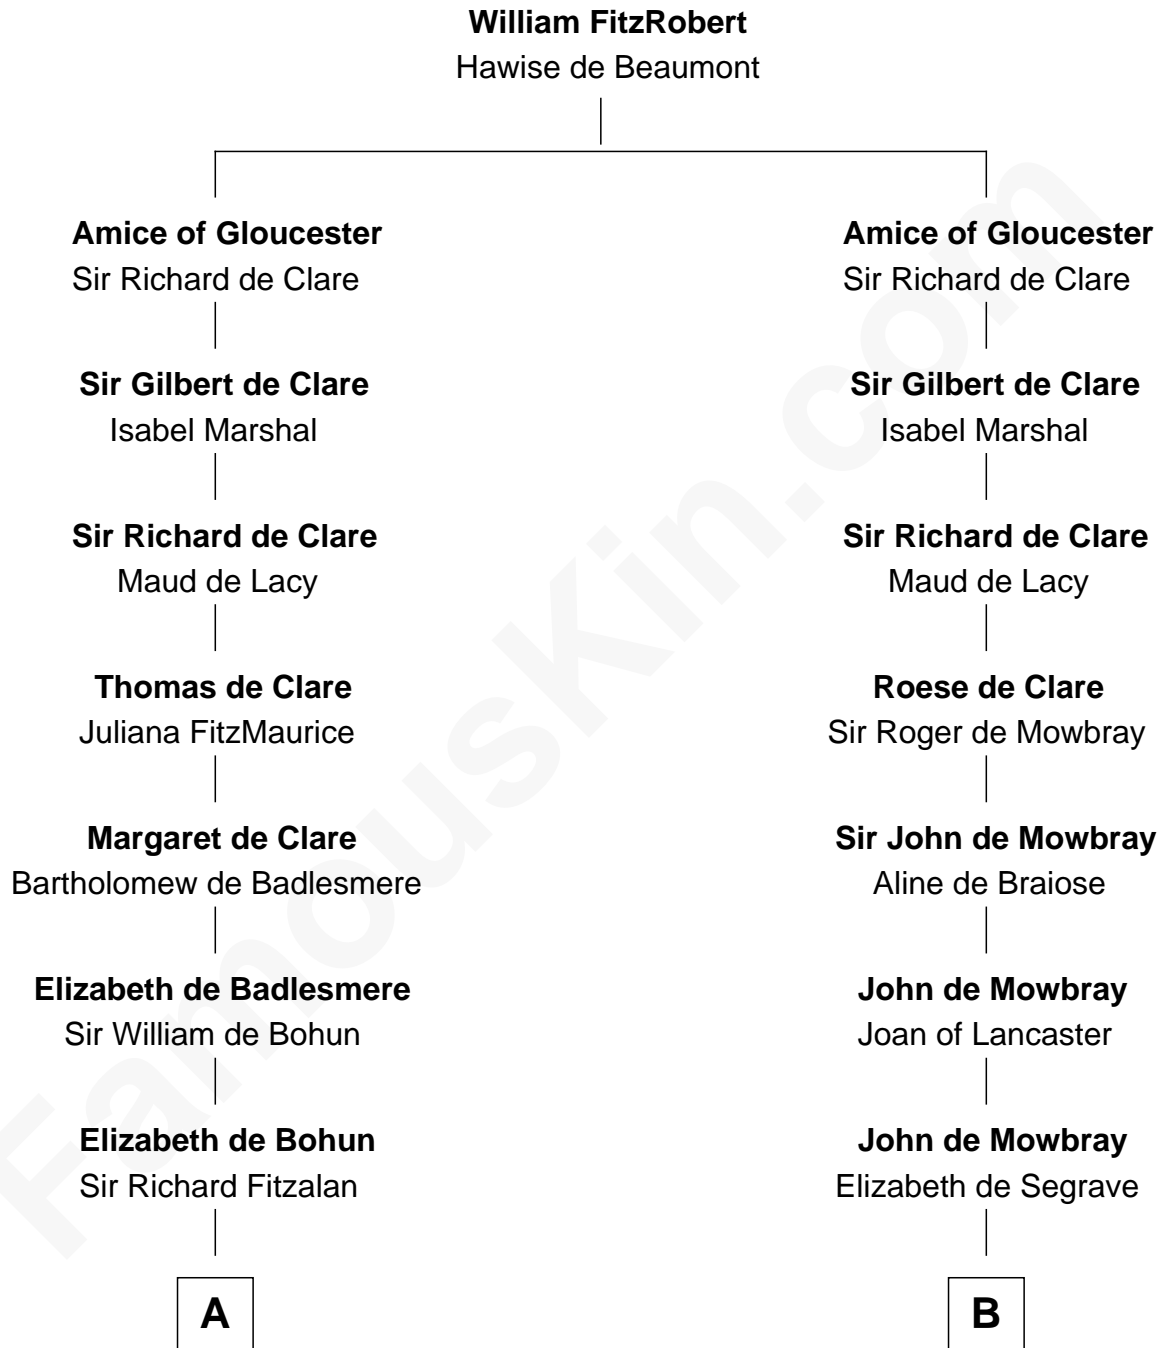 William FitzRobert
Hawise de Beaumont
Amice of Gloucester
Sir Richard de Clare
Amice of Gloucester
Sir Richard de Clare
Sir Gilbert de Clare
Isabel Marshal
Sir Gilbert de Clare
Isabel Marshal
Sir Richard de Clare
Maud de Lacy
Sir Richard de Clare
Maud de Lacy
Thomas de Clare
Juliana FitzMaurice
Roese de Clare
Sir Roger de Mowbray
Margaret de Clare
Bartholomew de Badlesmere
Sir John de Mowbray
Aline de Braiose
Elizabeth de Badlesmere
Sir William de Bohun
John de Mowbray
Joan of Lancaster
Elizabeth de Bohun
Sir Richard Fitzalan
John de Mowbray
Elizabeth de Segrave
A
B
FamousKin.com